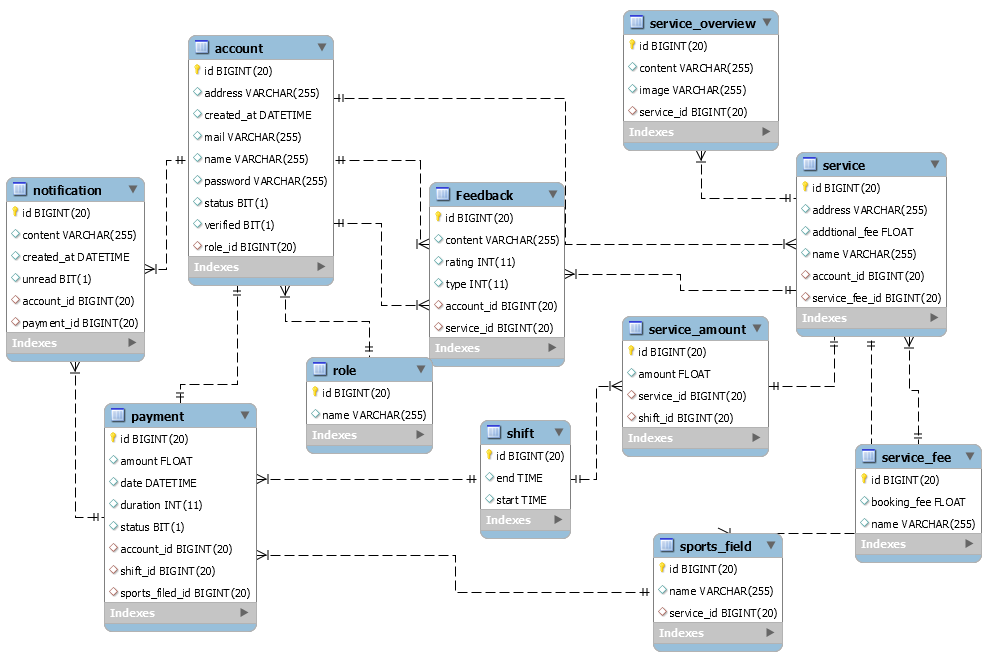 account
id BIGINT(20)
address VARCHAR(255)
created_at DATETIME
mail VARCHAR(255)
name VARCHAR(255)
password VARCHAR(255)
status BIT(1)
verified BIT(1)
role_id BIGINT(20)
Indexes
service_overview
id BIGINT(20)
content VARCHAR(255)
image VARCHAR(255)
service_id BIGINT(20)
Indexes
notification
id BIGINT(20)
content VARCHAR(255)
created_at DATETIME
unread BIT(1)
account_id BIGINT(20)
payment_id BIGINT(20)
Indexes
Feedback
id BIGINT(20)
content VARCHAR(255)
rating INT(11)
type INT(11)
account_id BIGINT(20)
service_id BIGINT(20)
Indexes
service
id BIGINT(20)
address VARCHAR(255)
addtional_fee FLOAT
name VARCHAR(255)
account_id BIGINT(20)
service_fee_id BIGINT(20)
Indexes
service_amount
id BIGINT(20)
amount FLOAT
service_id BIGINT(20)
shift_id BIGINT(20)
Indexes
role
id BIGINT(20)
name VARCHAR(255)
Indexes
payment
id BIGINT(20)
amount FLOAT
date DATETIME
duration INT(11)
status BIT(1)
account_id BIGINT(20)
shift_id BIGINT(20)
sports_filed_id BIGINT(20)
Indexes
shift
id BIGINT(20)
end TIME
start TIME
Indexes
service_fee
id BIGINT(20)
booking_fee FLOAT
name VARCHAR(255)
Indexes
sports_field
id BIGINT(20)
name VARCHAR(255)
service_id BIGINT(20)
Indexes